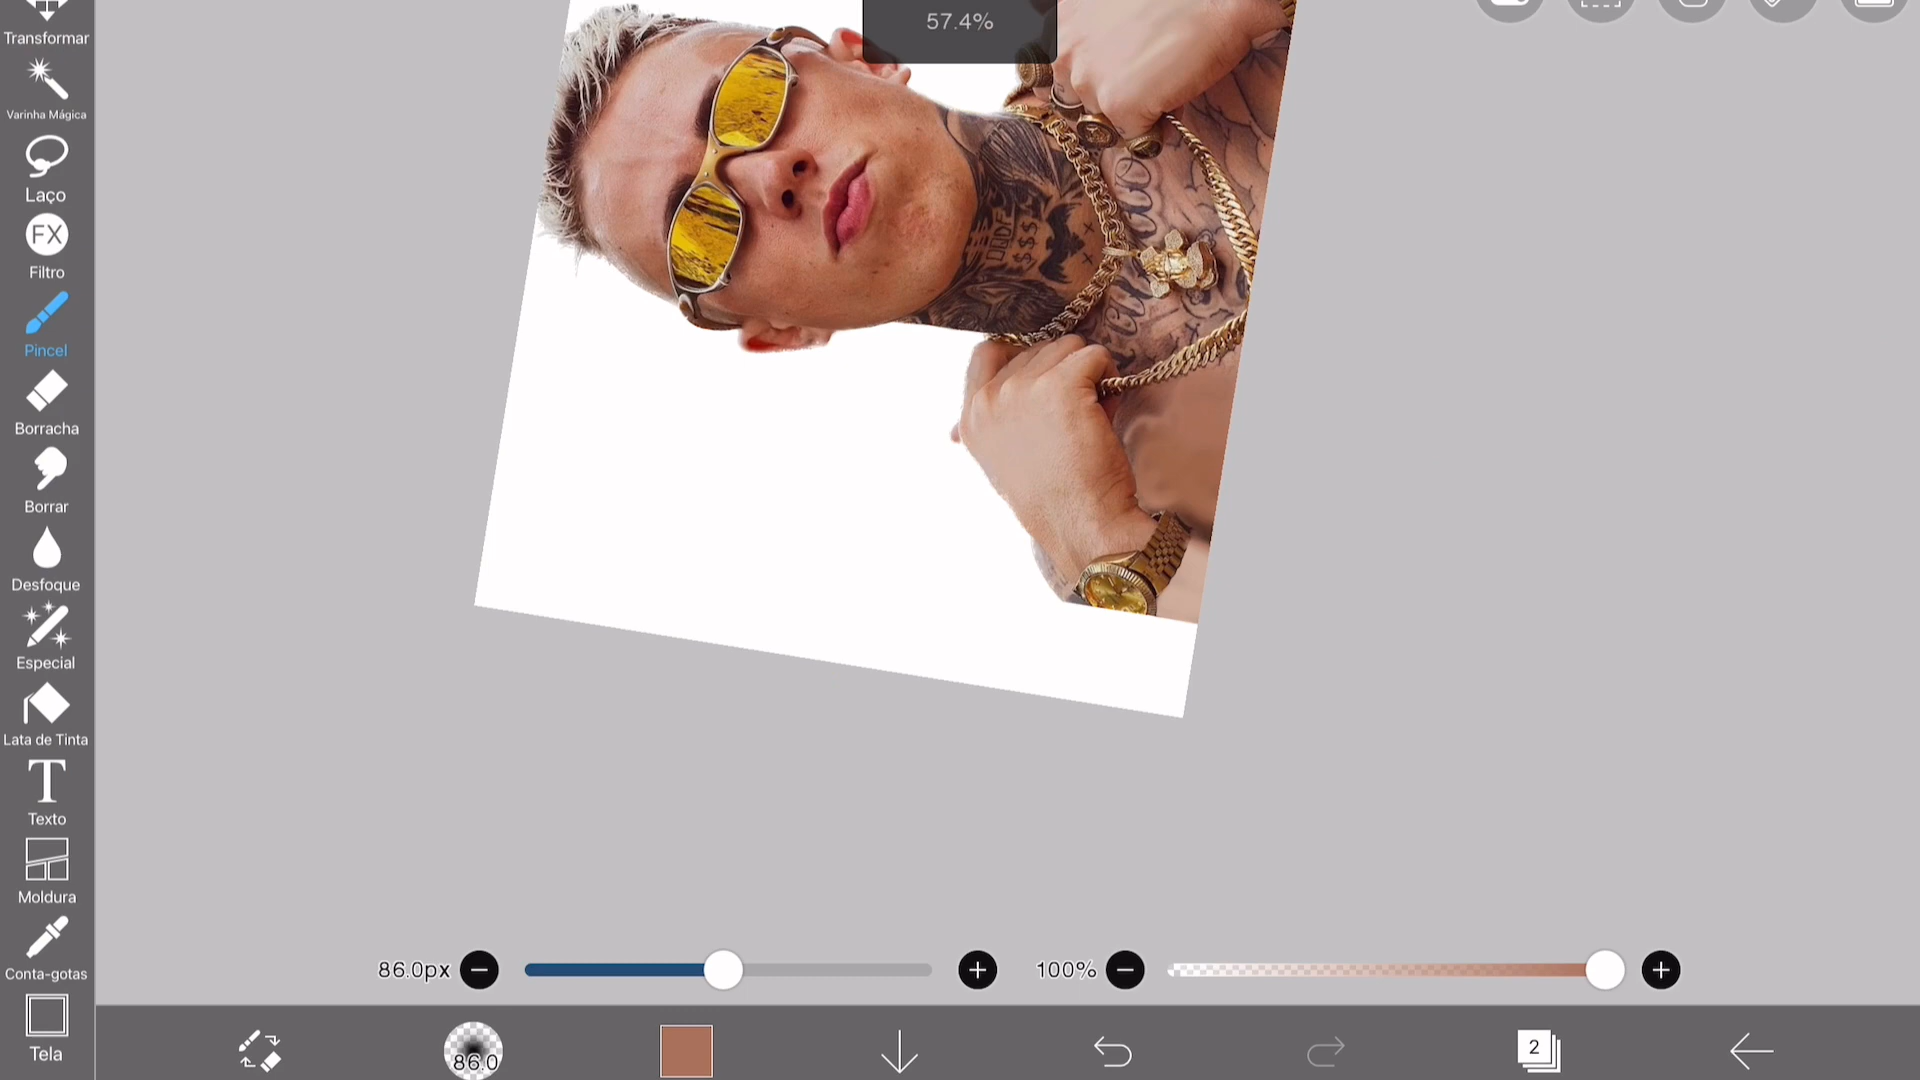 57.4%
Transformar
Varinha Mágica
Laço
FX
Filtro
Pincel
Borracha
Borrar
Desfoque
Especial
Lata de Tinta
T
Texto
Moldura
Conta-gotas
Tela
86.0px
100%
86.0
2
$$$